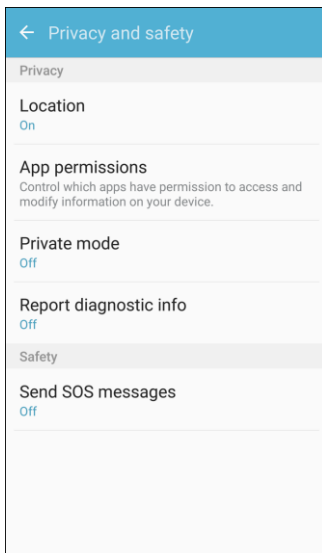 Privacy and safety
Privacy
Location
On
App permissions
Control which apps have permission to access and
modify information on your device.
Private mode
Off
Report diagnostic info
Off
Safety
Send SOS messages
Off